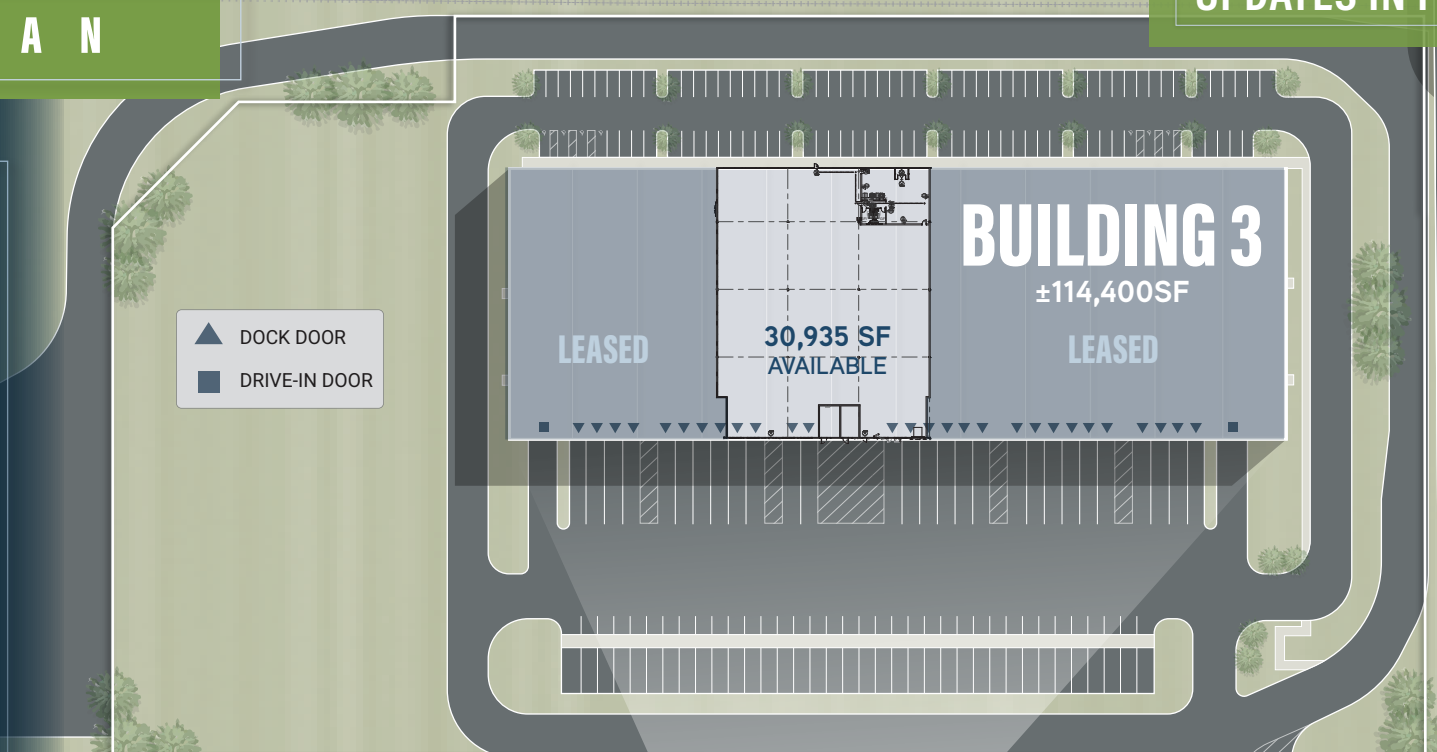 A N
DOCK DOOR
DRIVE-IN DOOR
BUILDING 3
±114,400SF
LEASED
30,935 SF
AVAILABLE
LEASED